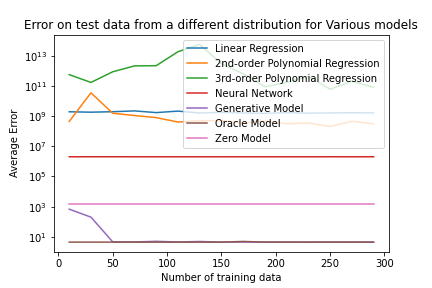 Error on test data from a different distribution for Various models
Average Error
10^13
10^11
10^9
10^7
10^5
10^3
10^1
Linear Regression
2nd-order Polynomial Regression
3rd-order Polynomial Regression
Neural Network
Generative Model
Oracle Model
Zero Model
0 50 100 150 200 250 300
Number of training data